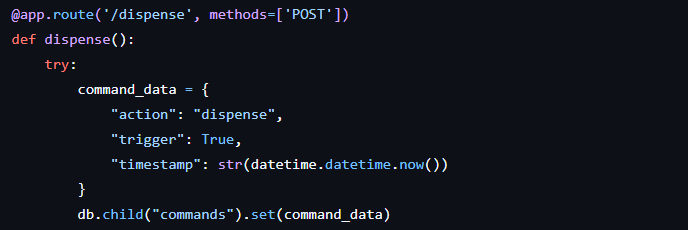 @app.route('/dispense', methods=['POST'])
def dispense():
    try:
        command_data = {
            "action": "dispense",
            "trigger": True,
            "timestamp": str(datetime.datetime.now())
        }
        db.child("commands").set(command_data)